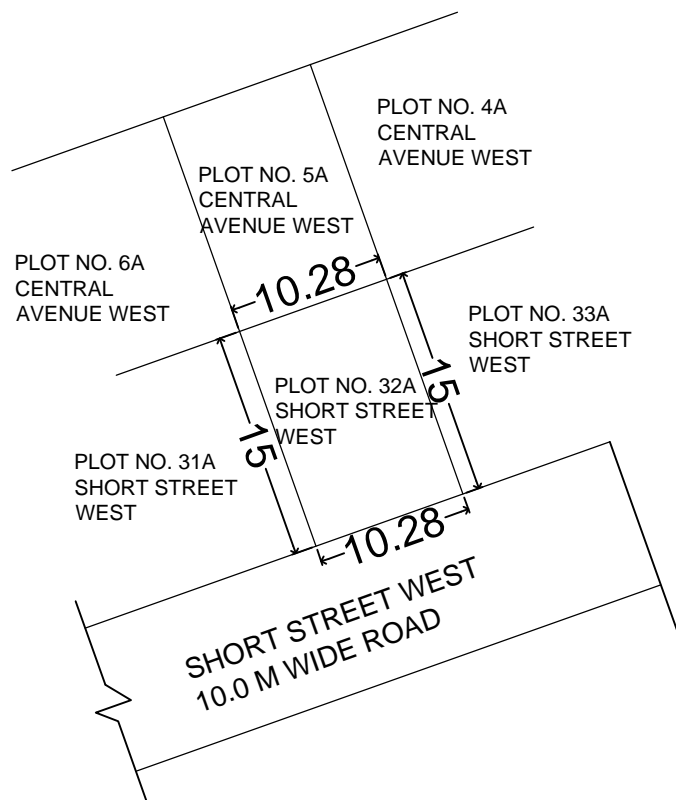 PLOT NO. 4A
CENTRAL
AVENUE WEST
PLOT NO. 5A
CENTRAL
AVENUE WEST
PLOT NO. 6A
CENTRAL
AVENUE WEST
10.28
PLOT NO. 33A
SHORT STREET
WEST
15
PLOT NO. 32A
SHORT STREET
WEST
15
PLOT NO. 31A
SHORT STREET
WEST
10.28
SHORT STREET WEST
10.0 M WIDE ROAD